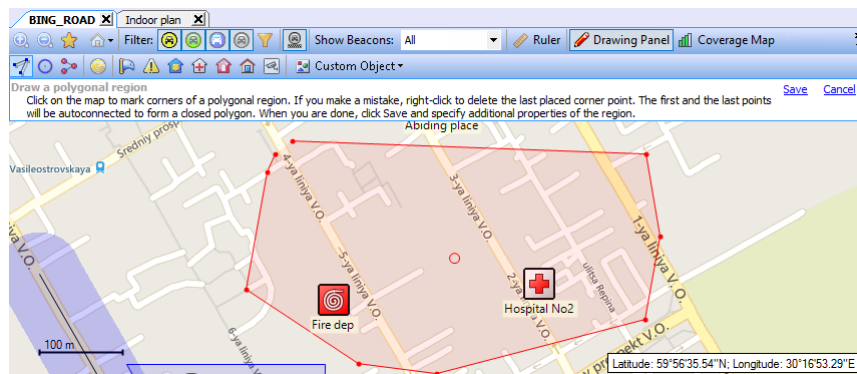 BING_ROAD
Indoor plan
Filter:
Show Beacons:
All
Ruler
Drawing Panel
Coverage Map
Custom Object
Draw a polygonal region
Save
Cancel
Click on the map to mark corners of a polygonal region. If you make a mistake, right-click to delete the last placed corner point. The first and the last points
will be autoconnected to form a closed polygon. When you are done, click Save and specify additional properties of the region.
Abiding place
Sredniy prosp
Vasileostrovskaya
4-ya liniya V.O.
3-ya liniya V.O.
1-ya liniya V.O.
5-ya liniya V.O.
2-ya liniya V.O.
ulitsa Repina
iya V.O.
6-ya liniya V.O.
Fire dep
Hospital No2
prospekt V.O.
100 m
Latitude: 59°56'35.54"N; Longitude: 30°16'53.29"E